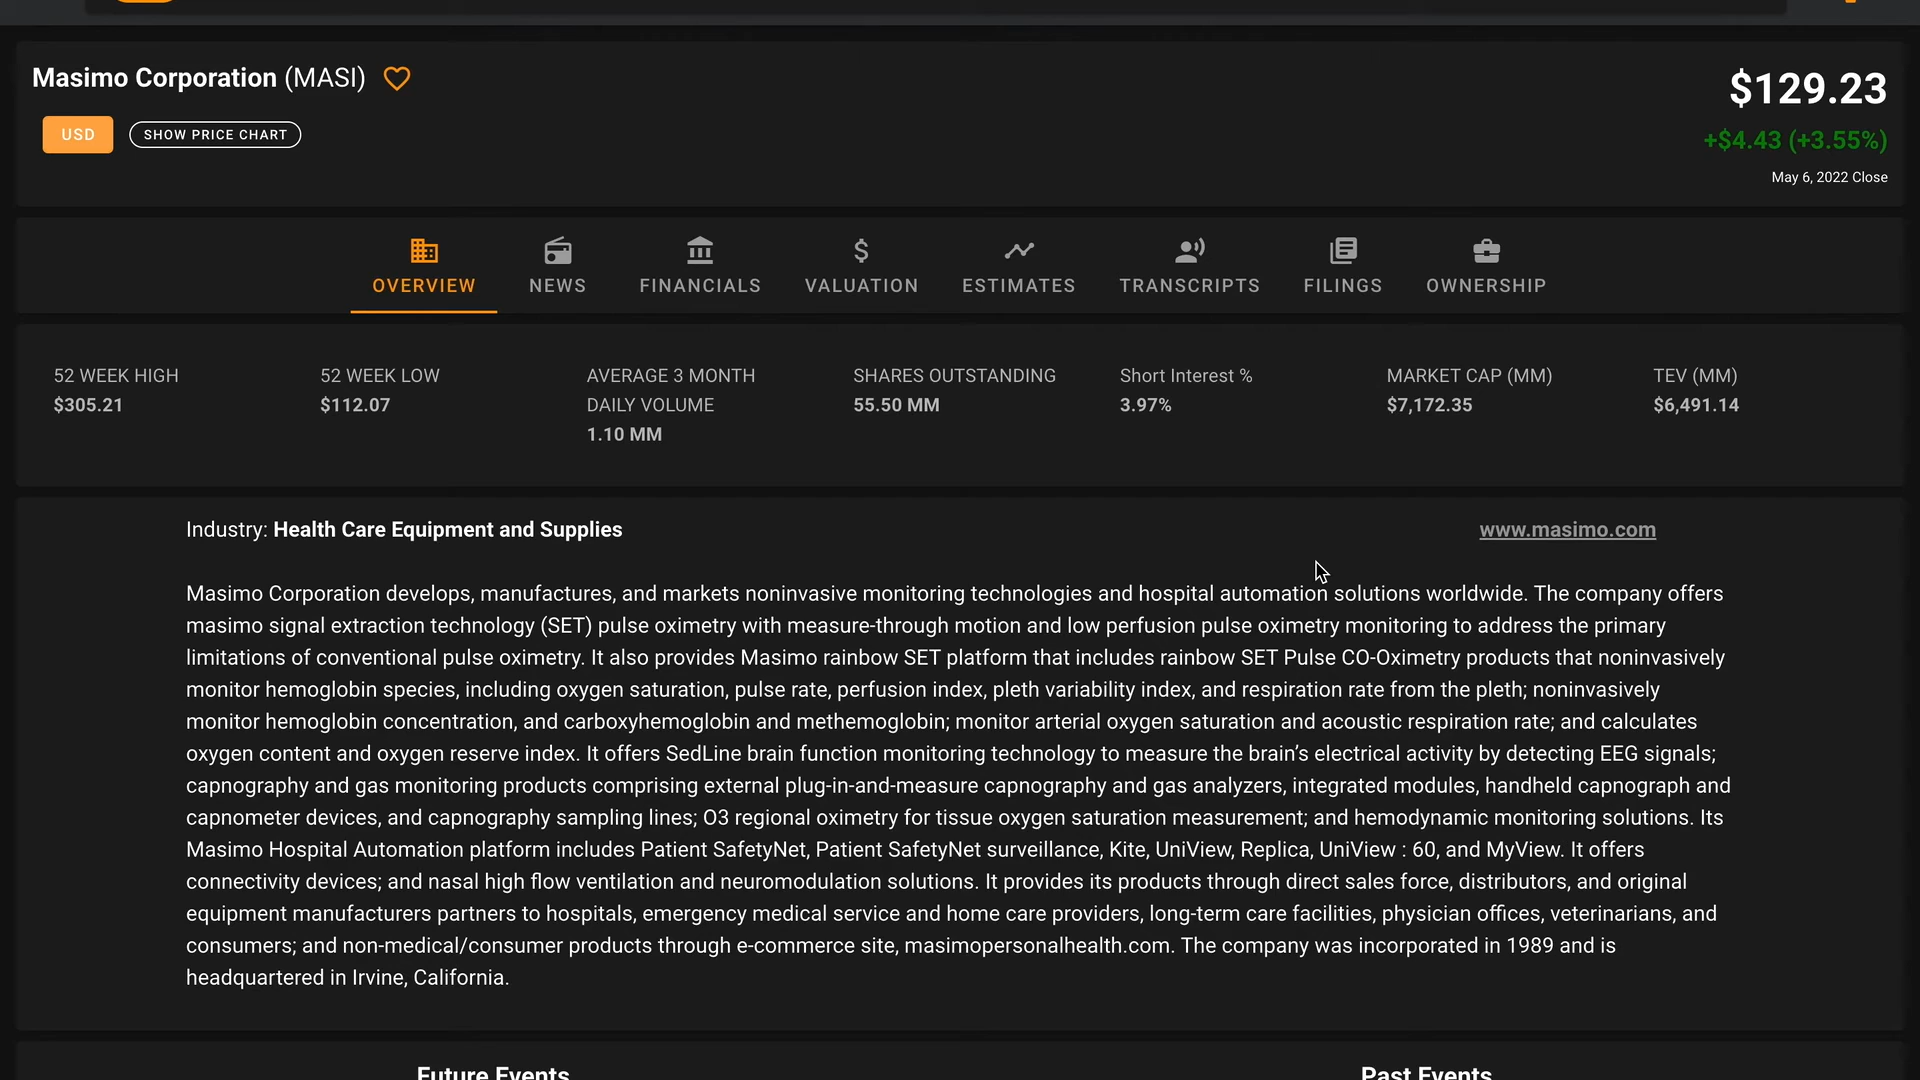 Masimo Corporation (MASI)
$129.23
USD
SHOW PRICE CHART
+$4.43 (+3.55%)
May 6, 2022 Close
OVERVIEW
NEWS
FINANCIALS
VALUATION
ESTIMATES
TRANSCRIPTS
FILINGS
OWNERSHIP
52 WEEK HIGH
$305.21
52 WEEK LOW
$112.07
AVERAGE 3 MONTH
DAILY VOLUME
1.10 MM
SHARES OUTSTANDING
55.50 MM
Short Interest %
3.97%
MARKET CAP (MM)
$7,172.35
TEV (MM)
$6,491.14
Industry: Health Care Equipment and Supplies
www.masimo.com
Masimo Corporation develops, manufactures, and markets noninvasive monitoring technologies and hospital automation solutions worldwide. The company offers
masimo signal extraction technology (SET) pulse oximetry with measure-through motion and low perfusion pulse oximetry monitoring to address the primary
limitations of conventional pulse oximetry. It also provides Masimo rainbow SET platform that includes rainbow SET Pulse CO-Oximetry products that noninvasively
monitor hemoglobin species, including oxygen saturation, pulse rate, perfusion index, pleth variability index, and respiration rate from the pleth; noninvasively
monitor hemoglobin concentration, and carboxyhemoglobin and methemoglobin; monitor arterial oxygen saturation and acoustic respiration rate; and calculates
oxygen content and oxygen reserve index. It offers SedLine brain function monitoring technology to measure the brain's electrical activity by detecting EEG signals;
capnography and gas monitoring products comprising external plug-in-and-measure capnography and gas analyzers, integrated modules, handheld capnograph and
capnometer devices, and capnography sampling lines; O3 regional oximetry for tissue oxygen saturation measurement; and hemodynamic monitoring solutions. Its
Masimo Hospital Automation platform includes Patient SafetyNet, Patient SafetyNet surveillance, Kite, UniView, Replica, UniView : 60, and MyView. It offers
connectivity devices; and nasal high flow ventilation and neuromodulation solutions. It provides its products through direct sales force, distributors, and original
equipment manufacturers partners to hospitals, emergency medical service and home care providers, long-term care facilities, physician offices, veterinarians, and
consumers; and non-medical/consumer products through e-commerce site, masimopersonalhealth.com. The company was incorporated in 1989 and is
headquartered in Irvine, California.
Future Events
Past Events